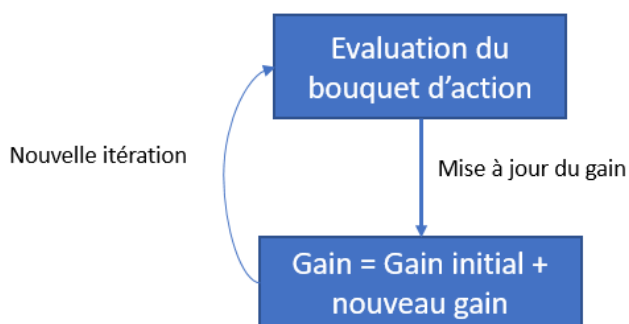 Evaluation du
bouquet d'action
Nouvelle itération
Mise à jour du gain
Gain = Gain initial +
nouveau gain